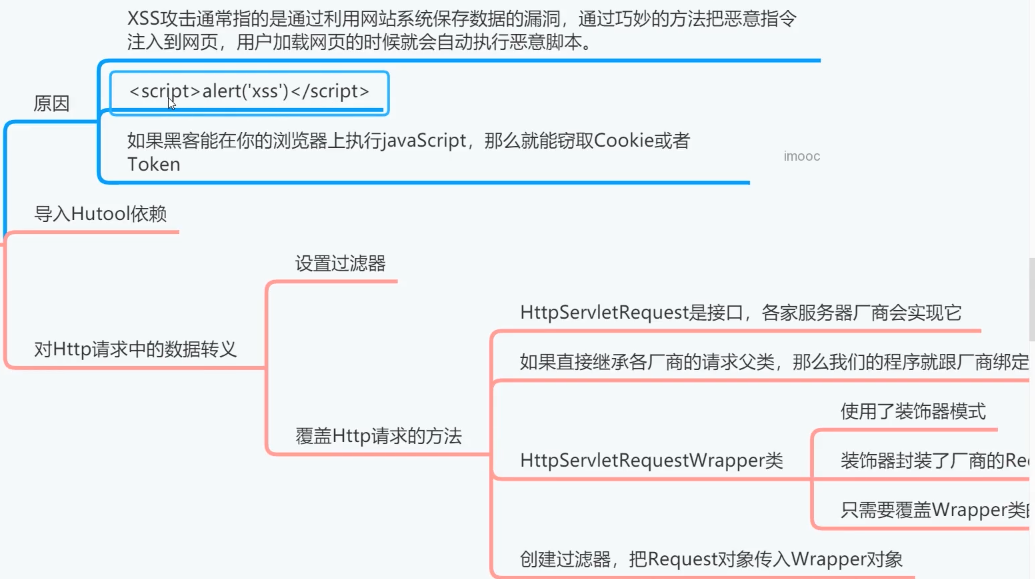 XSS攻击通常指的是通过利用网站系统保存数据的漏洞，通过巧妙的方法把恶意指令
注入到网页，用户加载网页的时候就会自动执行恶意脚本。
原因
<script>alert('xss')</script>
如果黑客能在你的浏览器上执行javaScript，那么就能窃取Cookie或者
Token
imooc
导入Hutool依赖
对Http请求中的数据转义
设置过滤器
覆盖Http请求的方法
HttpServletRequest是接口，各家服务器厂商会实现它
如果直接继承各厂商的请求父类，那么我们的程序就跟厂商绑定
HttpServletRequestWrapper类
使用了装饰器模式
装饰器封装了厂商的Re
只需要覆盖Wrapper类
创建过滤器，把Request对象传入Wrapper对象